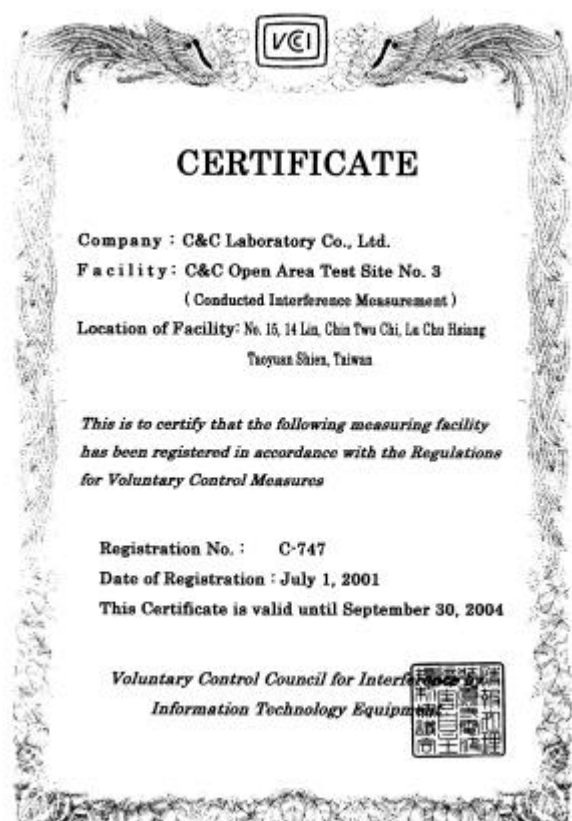 VCCI
CERTIFICATE
Company : C&C Laboratory Co., Ltd.
Facility : C&C Open Area Test Site No. 3
( Conducted Interference Measurement )
Location of Facility: No. 15, 14 Lin, Chin Twu Chi, Lu Chu Hsiang
Taoyuan Shien, Taiwan
This is to certify that the following measuring facility
has been registered in accordance with the Regulations
for Voluntary Control Measures
Registration No. : C-747
Date of Registration : July 1, 2001
This Certificate is valid until September 30, 2004
Voluntary Control Council for Interference by
Information Technology Equipment